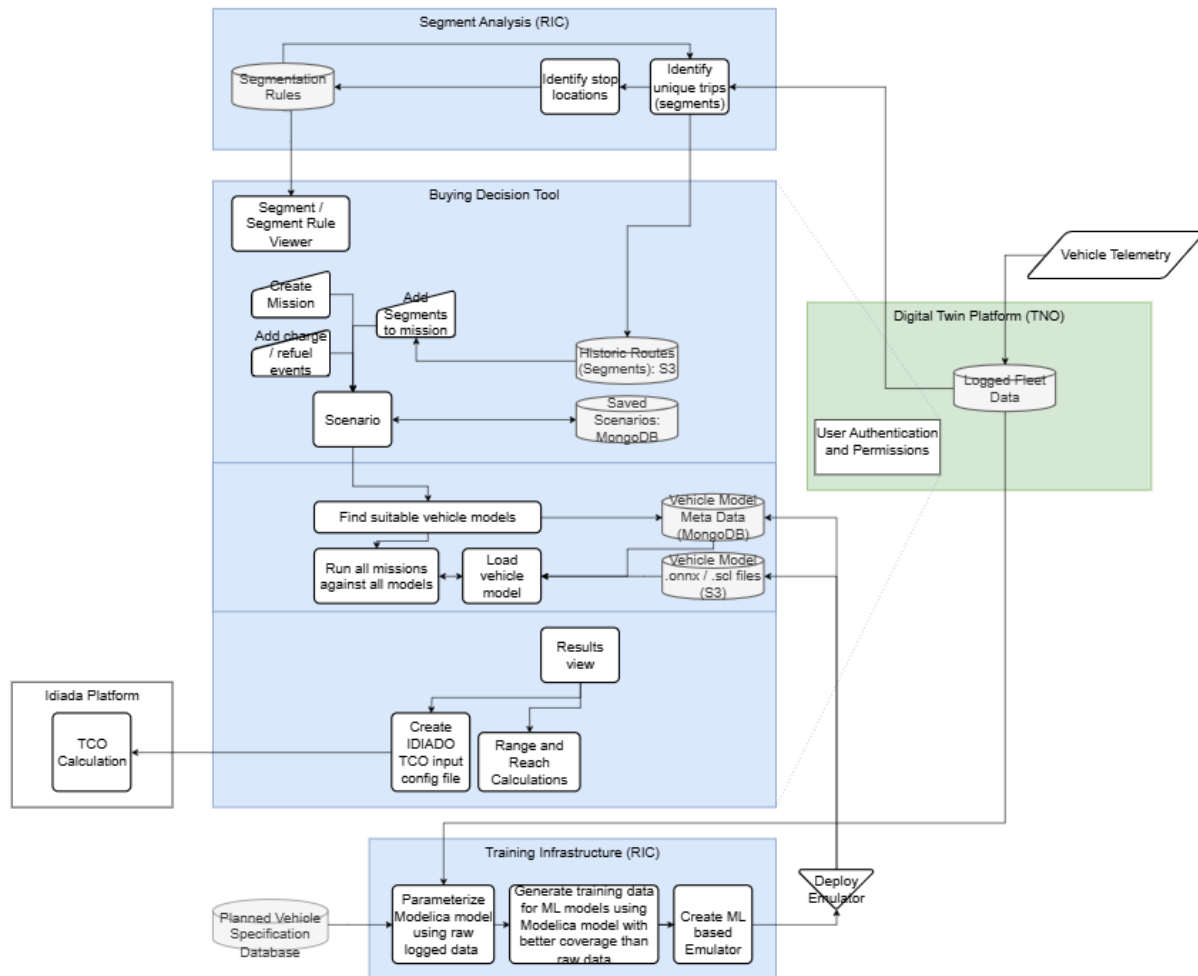 Segment Analysis (RIC)
Segmentation
Rules
Identify stop
locations
Identify
unique trips
(segments)
Buying Decision Tool
Segment /
Segment Rule
Viewer
Create
Mission
Add charge
/ refuel
events
Add
Segments
to mission
Historic Routes
(Segments): S3
Scenario
Saved
Scenarios:
MongoDB
Vehicle Telemetry
Digital Twin Platform (TNO)
Logged Fleet
Data
User Authentication
and Permissions
Find suitable vehicle models
Vehicle Model
Meta Data
(MongoDB)
Run all missions
against all models
Load
vehicle
model
Vehicle Model
.onnx / .scl files
(S3)
Results
view
Idiada Platform
TCO
Calculation
Create
IDIADO
TCO input
config file
Range and
Reach
Calculations
Training Infrastructure (RIC)
Planned Vehicle
Specification
Database
Parameterize
Modelica model
using raw
logged data
Generate training data
for ML models using
Modelica model with
better coverage than
raw data
Create ML
based
Emulator
Deploy
Emulator